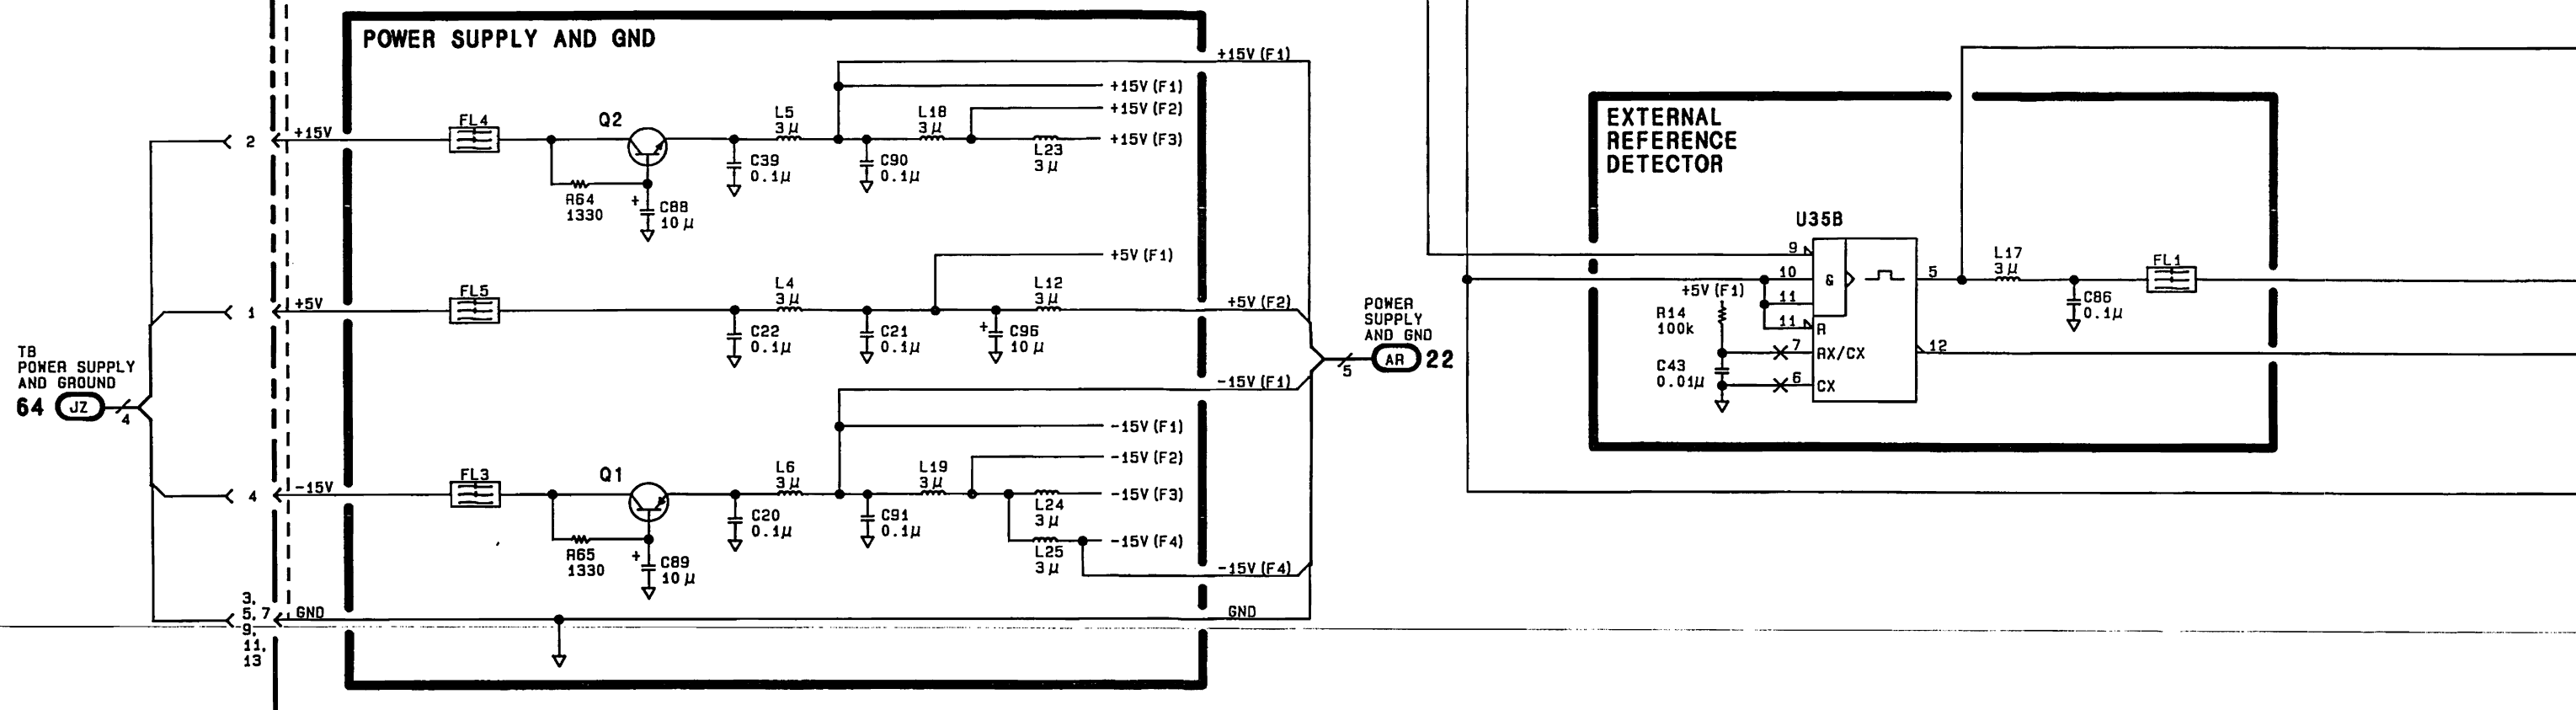 POWER SUPPLY AND GND
TB
POWER SUPPLY
AND GROUND
64 JZ
4
2
+15V
FL4
Q2
R64
1330
+
C88
10μ
C39
0.1μ
L5
3μ
C90
0.1μ
L18
3μ
L23
3μ
+15V(F1)
+15V(F1)
+15V(F2)
+15V(F3)
1
+5V
FL5
C22
0.1μ
L4
3μ
C21
0.1μ
+5V(F1)
+
C96
10μ
L12
3μ
+5V(F2)
4
-15V
FL3
Q1
R65
1330
+
C89
10μ
C20
0.1μ
L6
3μ
C91
0.1μ
L19
3μ
L24
3μ
L25
3μ
-15V(F1)
-15V(F1)
-15V(F2)
-15V(F3)
-15V(F4)
-15V(F4)
3,
5,7
9,
11,
13
GND
GND
POWER
SUPPLY
AND GND
5
AR 22
EXTERNAL
REFERENCE
DETECTOR
U35B
9
10
11
11
7
6
&
R
RX/CX
CX
5
12
+5V(F1)
R14
100k
C43
0.01μ
L17
3μ
C86
0.1μ
FL1